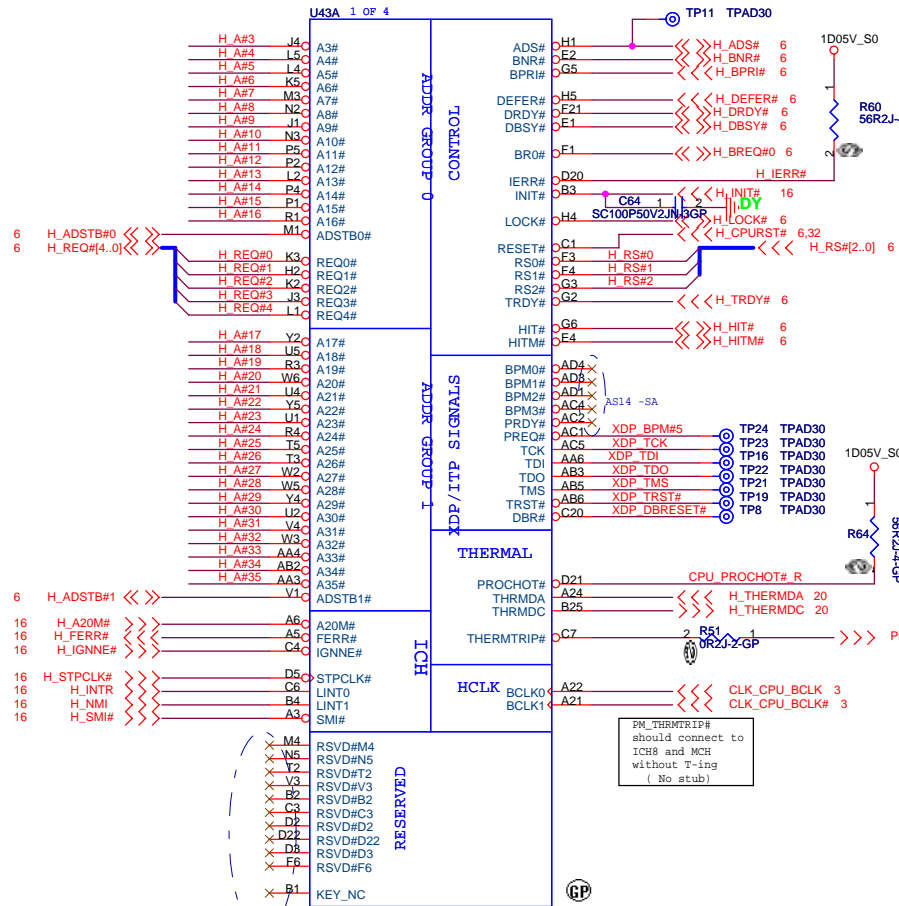 U43A 1 OF 4
TP11 TPAD30
H_A#3 J4 A3#
H_A#4 L5 A4#
H_A#5 L4 A5#
H_A#6 K5 A6#
H_A#7 M3 A7#
H_A#8 N2 A8#
H_A#9 J1 A9#
H_A#10 N3 A10#
H_A#11 P5 A11#
H_A#12 P2 A12#
H_A#13 L2 A13#
H_A#14 P4 A14#
H_A#15 P1 A15#
H_A#16 R1 A16#
6 H_ADSTB#0 M1 ADSTB0#
6 H_REQ#[4..0]
H_REQ#0 K3 REQ0#
H_REQ#1 H2 REQ1#
H_REQ#2 K2 REQ2#
H_REQ#3 J3 REQ3#
H_REQ#4 L1 REQ4#
ADDR GROUP 0
H_A#17 Y2 A17#
H_A#18 U5 A18#
H_A#19 R3 A19#
H_A#20 W6 A20#
H_A#21 U4 A21#
H_A#22 Y5 A22#
H_A#23 U1 A23#
H_A#24 R4 A24#
H_A#25 T5 A25#
H_A#26 T3 A26#
H_A#27 W2 A27#
H_A#28 W5 A28#
H_A#29 Y4 A29#
H_A#30 U2 A30#
H_A#31 V4 A31#
H_A#32 W3 A32#
H_A#33 AA4 A33#
H_A#34 AB2 A34#
H_A#35 AA3 A35#
6 H_ADSTB#1 V1 ADSTB1#
ADDR GROUP 1
16 H_A20M# A6 A20M#
16 H_FERR# A5 FERR#
16 H_IGNNE# C4 IGNNE#
16 H_STPCLK# D5 STPCLK#
16 H_INTR C6 LINT0
16 H_NMI B4 LINT1
16 H_SMI# A3 SMI#
ICH
M4 RSVD#M4
N5 RSVD#N5
T2 RSVD#T2
V3 RSVD#V3
B2 RSVD#B2
C3 RSVD#C3
D2 RSVD#D2
D22 RSVD#D22
D3 RSVD#D3
F6 RSVD#F6
B1 KEY_NC
RESERVED
CONTROL
ADS# H1 H_ADS# 6
BNR# E2 H_BNR# 6
BPRI# G5 H_BPRI# 6
DEFER# H5 H_DEFER# 6
DRDY# F21 H_DRDY# 6
DBSY# E1 H_DBSY# 6
BR0# F1 H_BREQ#0 6
IERR# D20 H_IERR#
INIT# B3 H_INIT# 16
C64 1 2 DY
SC100P50V2JN-3GP
LOCK# H4 H_LOCK# 6
RESET# C1 H_CPURST# 6,32
RS0# F3 H_RS#0
RS1# F4 H_RS#1
RS2# G3 H_RS#2
H_RS#[2..0] 6
TRDY# G2 H_TRDY# 6
HIT# G6 H_HIT# 6
HITM# E4 H_HITM# 6
1D05V_S0
1
R60
56R2J-4
2
XDP/ITP SIGNALS
BPM0# AD4
BPM1# AD3
BPM2# AD1
BPM3# AC4
PRDY# AC2
AS14 -SA
PREQ# AC1 XDP_BPM#5 TP24 TPAD30
TCK AC5 XDP_TCK TP23 TPAD30
TDI AA6 XDP_TDI TP16 TPAD30
TDO AB3 XDP_TDO TP22 TPAD30
TMS AB5 XDP_TMS TP21 TPAD30
TRST# AB6 XDP_TRST# TP19 TPAD30
DBR# C20 XDP_DBRESET# TP8 TPAD30
1D05V_S0
1
R64
56R2J-4-GP
2
THERMAL
PROCHOT# D21 CPU_PROCHOT#_R
THRMDA A24 H_THERMDA 20
THRMDC B25 H_THERMDC 20
THERMTRIP# C7 2 R51 1 P
0R2J-2-GP
HCLK
BCLK0 A22 CLK_CPU_BCLK 3
BCLK1 A21 CLK_CPU_BCLK# 3
PM_THRMTRIP#
should connect to
ICH8 and MCH
without T-ing
( No stub)
GP